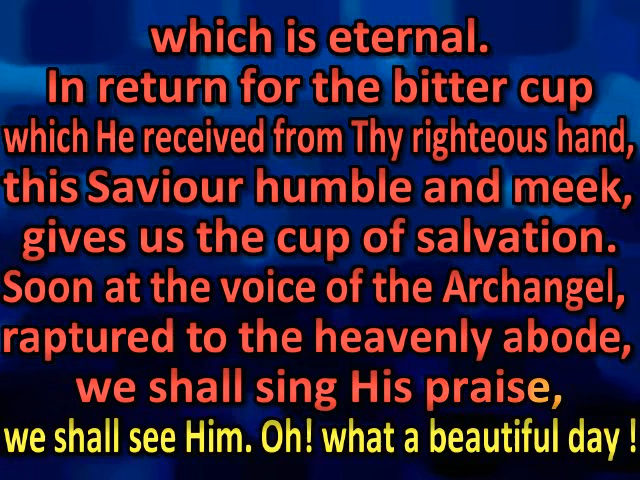 which is eternal.
In return for the bitter cup
which He received from Thy righteous hand,
this Saviour humble and meek,
gives us the cup of salvation.
Soon at the voice of the Archangel,
raptured to the heavenly abode,
we shall sing His praise,
we shall see Him. Oh! what a beautiful day !